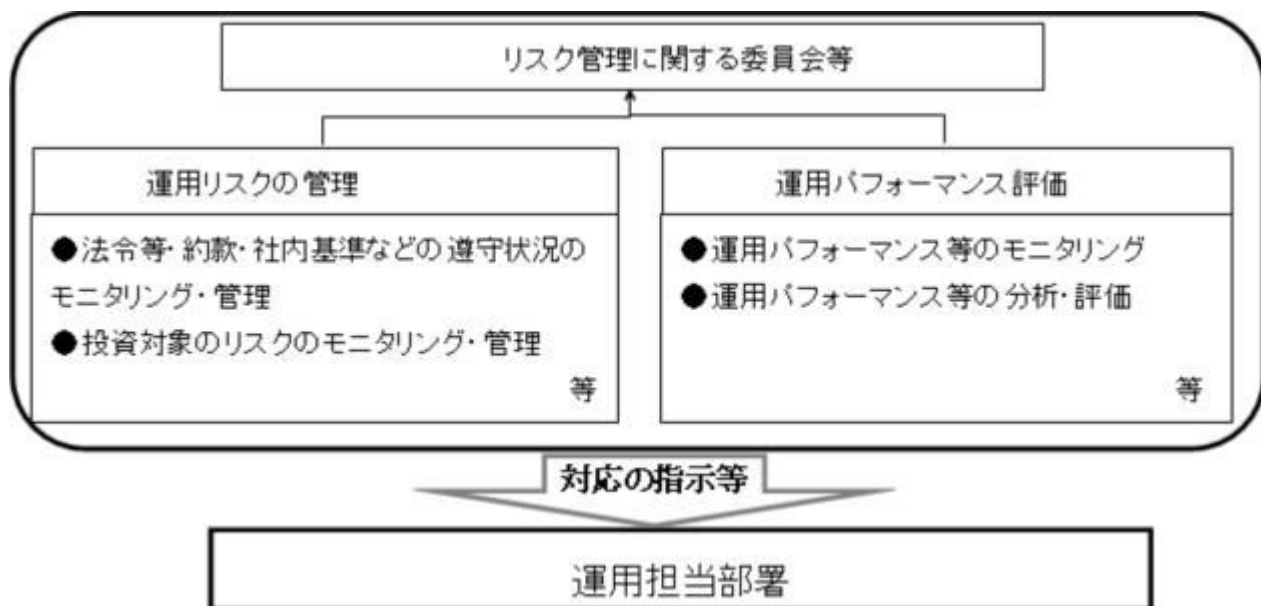 リスク管理に関する委員会等
運用リスクの管理
●法令等・約款・社内基準などの遵守状況の
モニタリング・管理
●投資対象のリスクのモニタリング・管理
等
運用パフォーマンス評価
●運用パフォーマンス等のモニタリング
●運用パフォーマンス等の分析・評価
等
対応の指示等
運用担当部署